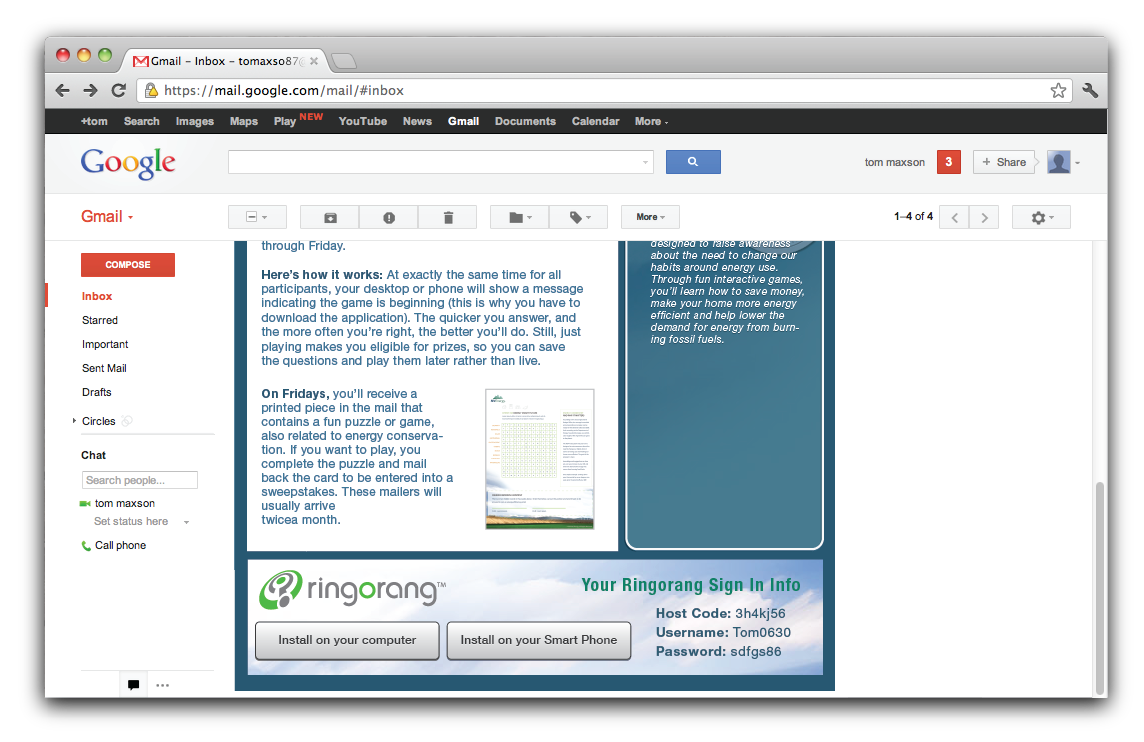 Gmail – Inbox – tomaxso87@
https://mail.google.com/mail/#inbox
+tom Search Images Maps Play NEW YouTube News Gmail Documents Calendar More
Google
tom maxson 3 + Share
Gmail
More
1–4 of 4
COMPOSE
Inbox
Starred
Important
Sent Mail
Drafts
Circles
Chat
Search people...
tom maxson
Set status here
Call phone
through Friday.
Here's how it works: At exactly the same time for all
participants, your desktop or phone will show a message
indicating the game is beginning (this is why you have to
download the application). The quicker you answer, and
the more often you're right, the better you'll do. Still, just
playing makes you eligible for prizes, so you can save
the questions and play them later rather than live.
On Fridays, you'll receive a
printed piece in the mail that
contains a fun puzzle or game,
also related to energy conserva-
tion. If you want to play, you
complete the puzzle and mail
back the card to be entered into a
sweepstakes. These mailers will
usually arrive
twicea month.
designed to raise awareness
about the need to change our
habits around energy use.
Through fun interactive games,
you'll learn how to save money,
make your home more energy
efficient and help lower the
demand for energy from burn-
ing fossil fuels.
ringorang™
Install on your computer
Install on your Smart Phone
Your Ringorang Sign In Info
Host Code: 3h4kj56
Username: Tom0630
Password: sdfgs86